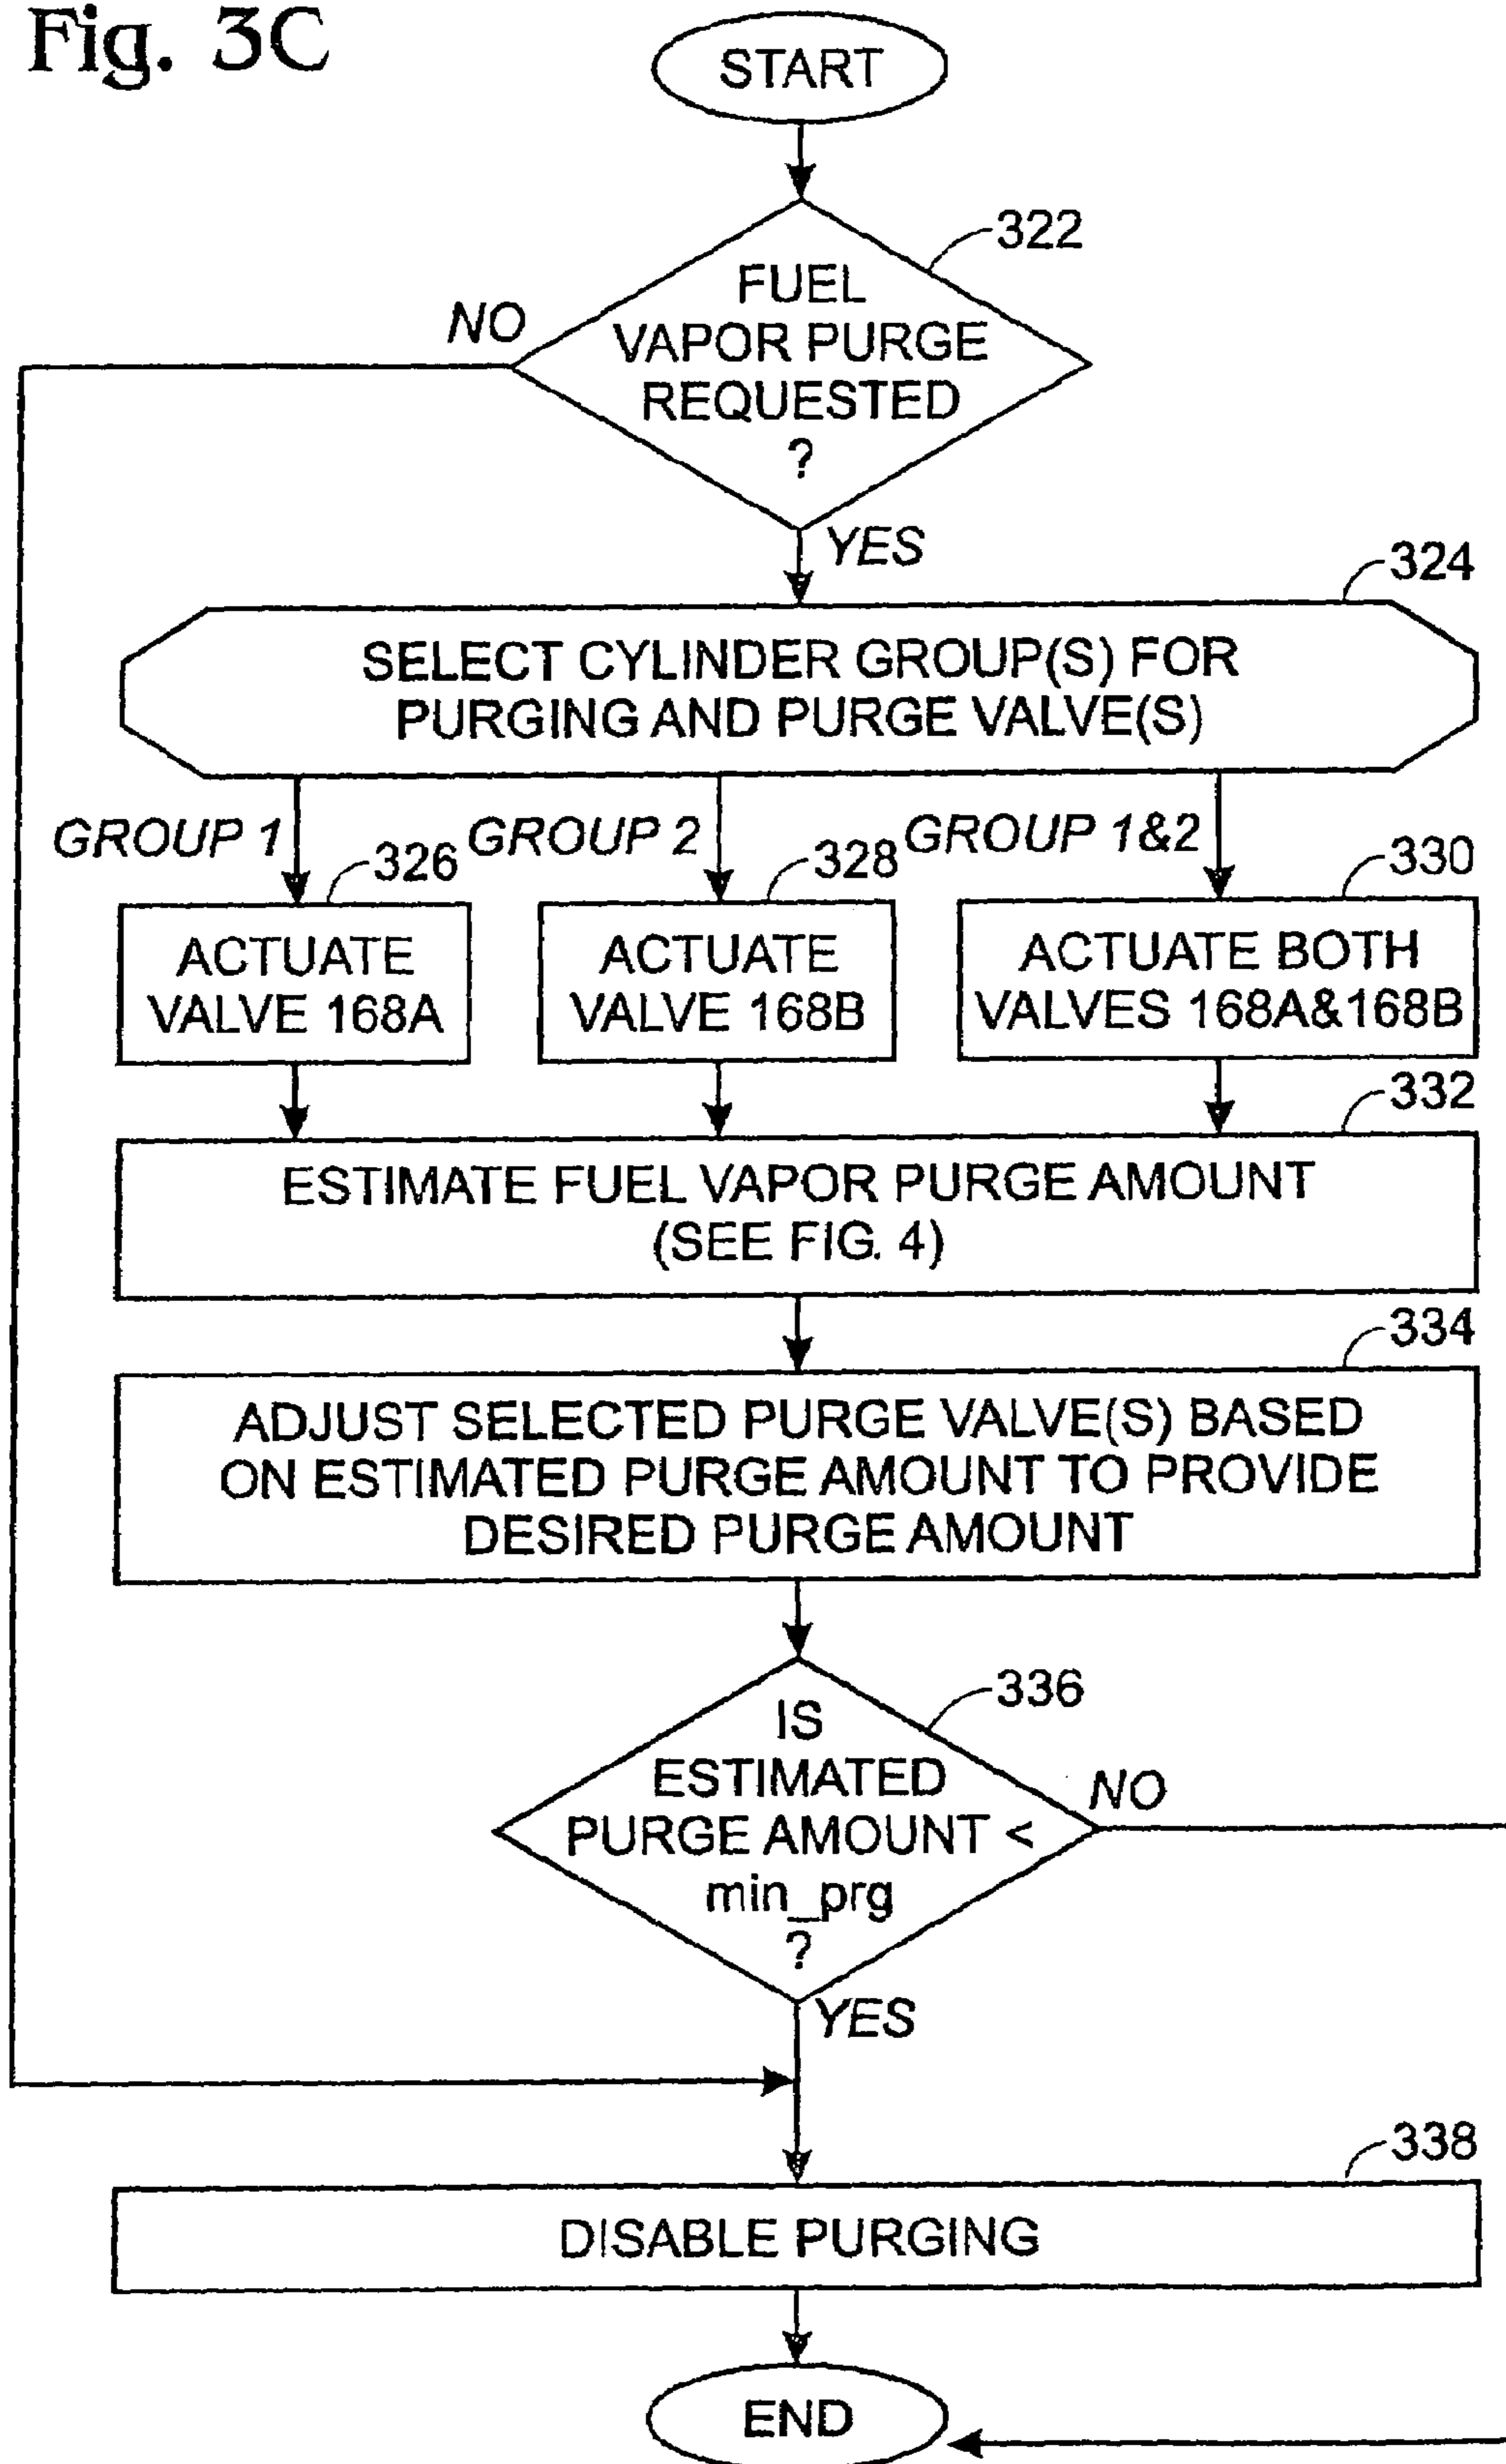 Fig. 3C
START
322
FUEL
VAPOR PURGE
REQUESTED
?
NO
YES
324
SELECT CYLINDER GROUP(S) FOR
PURGING AND PURGE VALVE(S)
GROUP 1
GROUP 2
GROUP 1&2
326
328
330
ACTUATE
VALVE 168A
ACTUATE
VALVE 168B
ACTUATE BOTH
VALVES 168A&168B
332
ESTIMATE FUEL VAPOR PURGE AMOUNT
(SEE FIG. 4)
334
ADJUST SELECTED PURGE VALVE(S) BASED
ON ESTIMATED PURGE AMOUNT TO PROVIDE
DESIRED PURGE AMOUNT
336
IS
ESTIMATED
PURGE AMOUNT <
min_prg
?
NO
YES
338
DISABLE PURGING
END